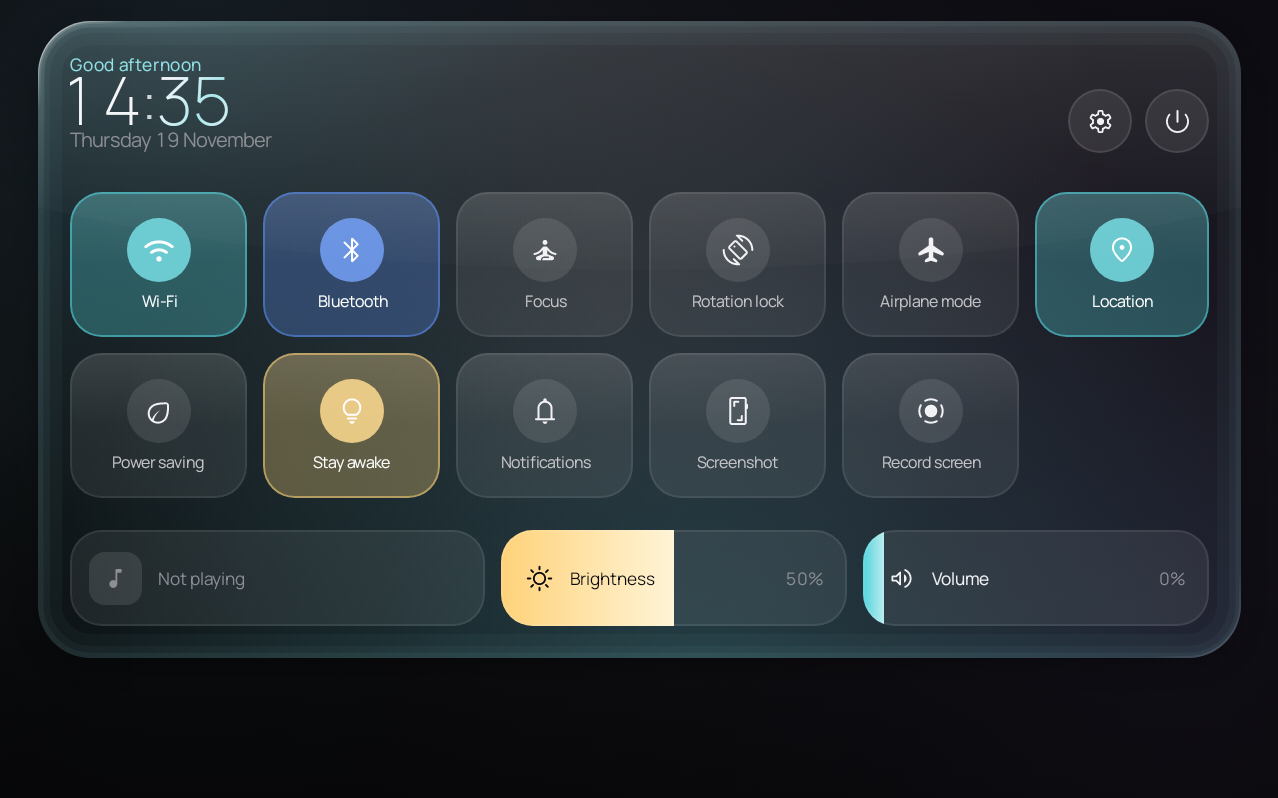 Good afternoon
14:35
Thursday 19 November
Wi-Fi
Bluetooth
Focus
Rotation lock
Airplane mode
Location
Power saving
Stay awake
Notifications
Screenshot
Record screen
Not playing
Brightness
50%
Volume
0%